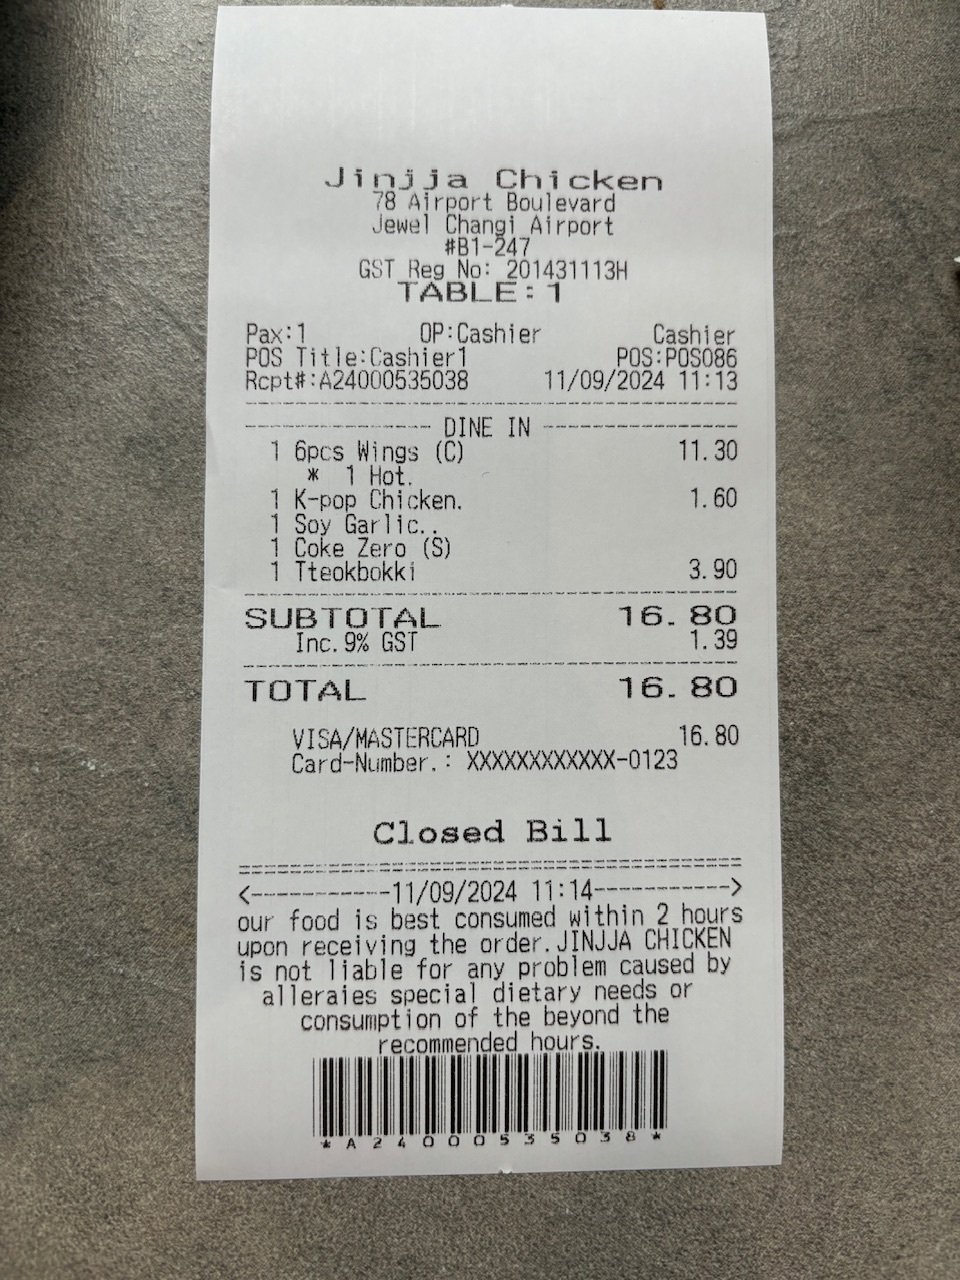 Jinjja Chicken
78 Airport Boulevard
Jewel Changi Airport
#B1-247
GST Reg No: 201431113H
TABLE: 1
Pax:1 OP:Cashier Cashier
POS Title:Cashier1 POS:POS086
Rcpt#:A24000535038 11/09/2024 11:13
DINE IN
1 6pcs Wings (C) 11.30
* 1 Hot.
1 K-pop Chicken. 1.60
1 Soy Garlic..
1 Coke Zero (S)
1 Tteokbokki 3.90
SUBTOTAL 16.80
Inc.9% GST 1.39
TOTAL 16.80
VISA/MASTERCARD 16.80
Card-Number.: XXXXXXXXXXXX-0123
Closed Bill
<-----------11/09/2024 11:14----------->
our food is best consumed within 2 hours
upon receiving the order.JINJJA CHICKEN
is not liable for any problem caused by
alleraies special dietary needs or
consumption of the beyond the
recommended hours.
*A24000535038*